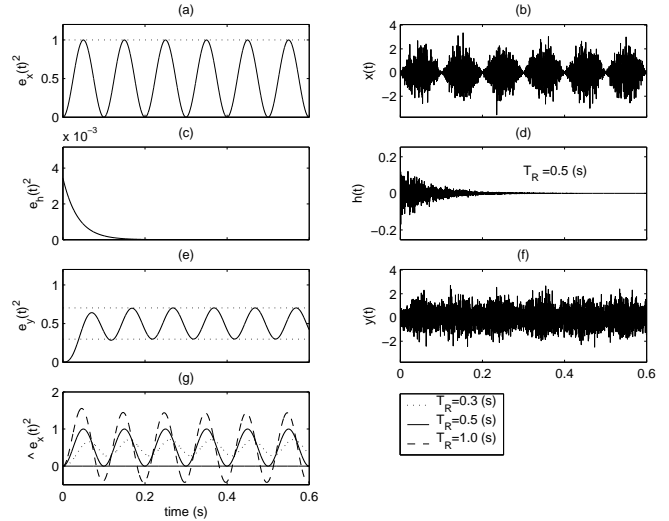 (a)
e_x(t)^2
1
0.5
0
(b)
x(t)
4
2
0
−2
(c)
x 10^−3
e_h(t)^2
4
2
0
(d)
T_R =0.5 (s)
h(t)
0.2
0
−0.2
(e)
e_y(t)^2
1
0.5
0
(f)
y(t)
4
2
0
−2
0 0.2 0.4 0.6
(g)
^ e_x(t)^2
2
1
0
0 0.2 0.4 0.6
time (s)
T_R=0.3 (s)
T_R=0.5 (s)
T_R=1.0 (s)